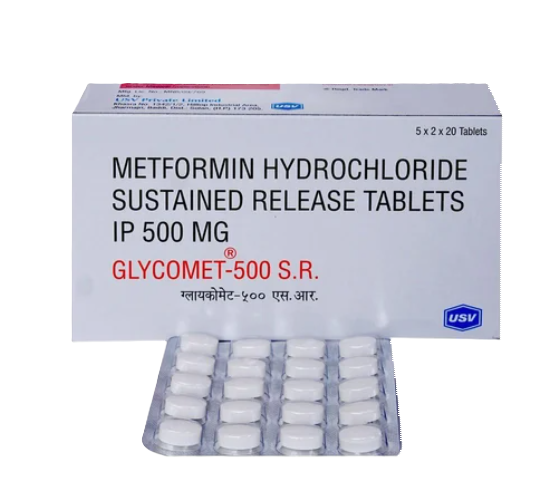 USV Private Limited
USV
5 x 2 x 20 Tablets
METFORMIN HYDROCHLORIDE
SUSTAINED RELEASE TABLETS
IP 500 MG
GLYCOMET®-500 S.R.
ग्लायकोमेट-५०० एस.आर.
USV